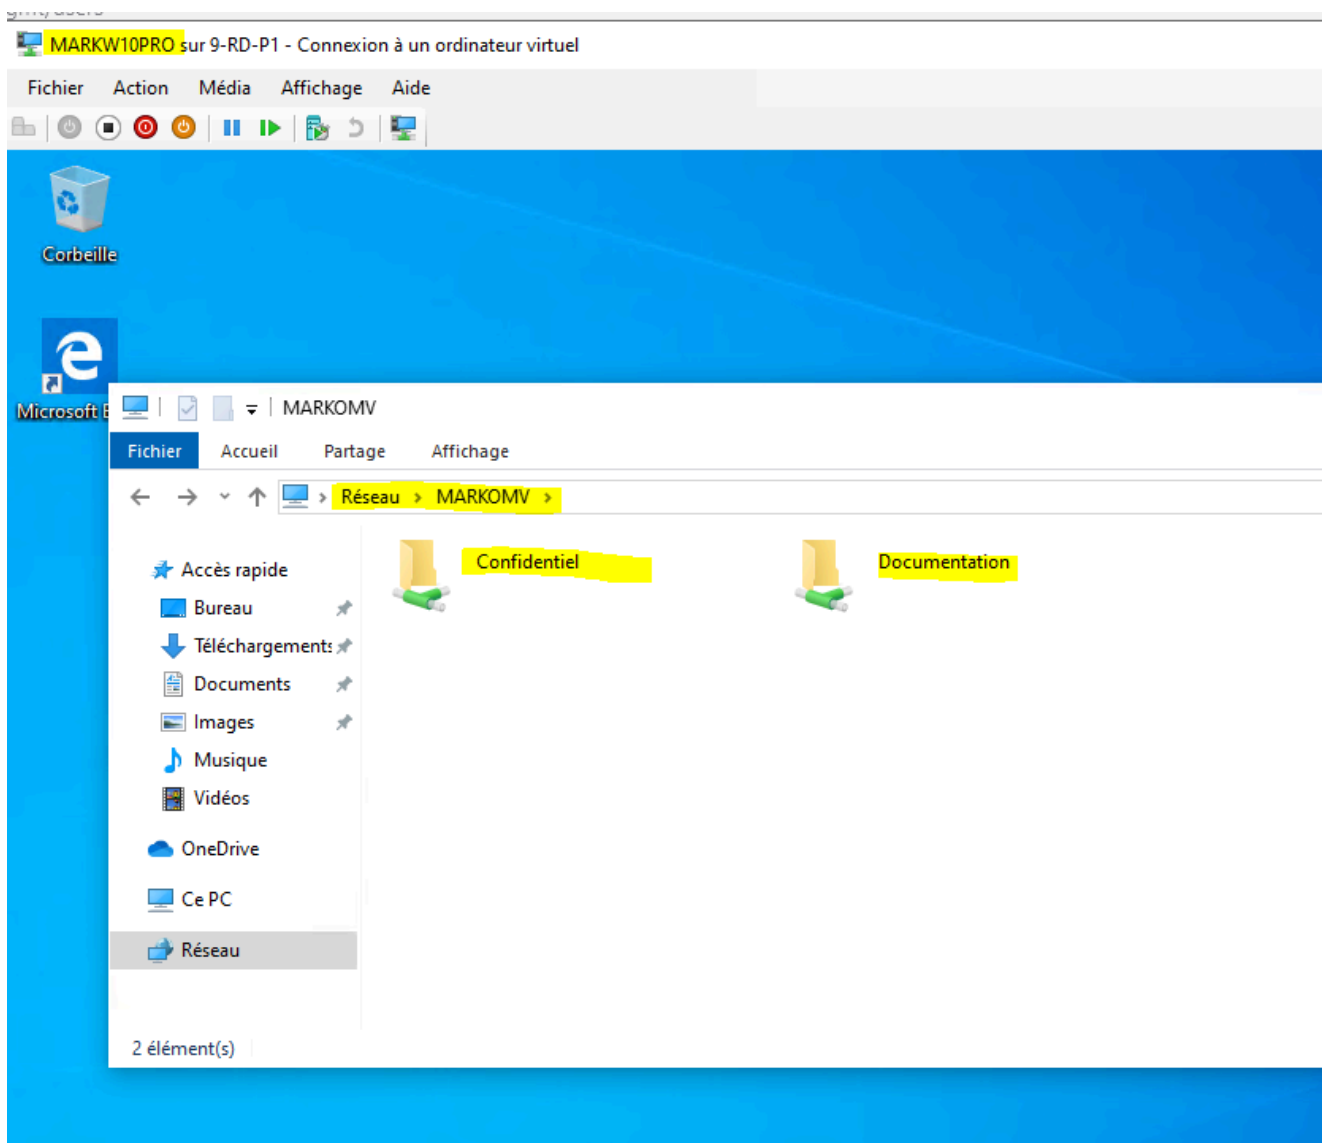 MARKW10PRO sur 9-RD-P1 - Connexion à un ordinateur virtuel
Fichier Action Média Affichage Aide
Corbeille
Microsoft
MARKOMV
Fichier Accueil Partage Affichage
Réseau > MARKOMV >
Confidentiel Documentation
Accès rapide
Bureau
Téléchargements
Documents
Images
Musique
Vidéos
OneDrive
Ce PC
Réseau
2 élément(s)